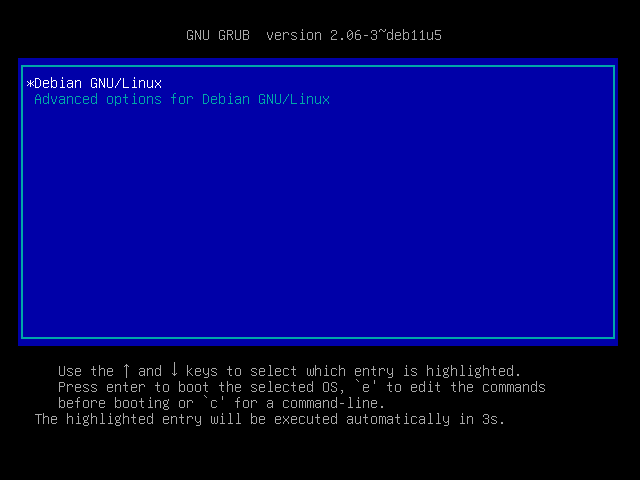 GNU GRUB  version 2.06-3~deb11u5
*Debian GNU/Linux
Advanced options for Debian GNU/Linux
Use the ↑ and ↓ keys to select which entry is highlighted.
Press enter to boot the selected OS, `e' to edit the commands
before booting or `c' for a command-line.
The highlighted entry will be executed automatically in 3s.